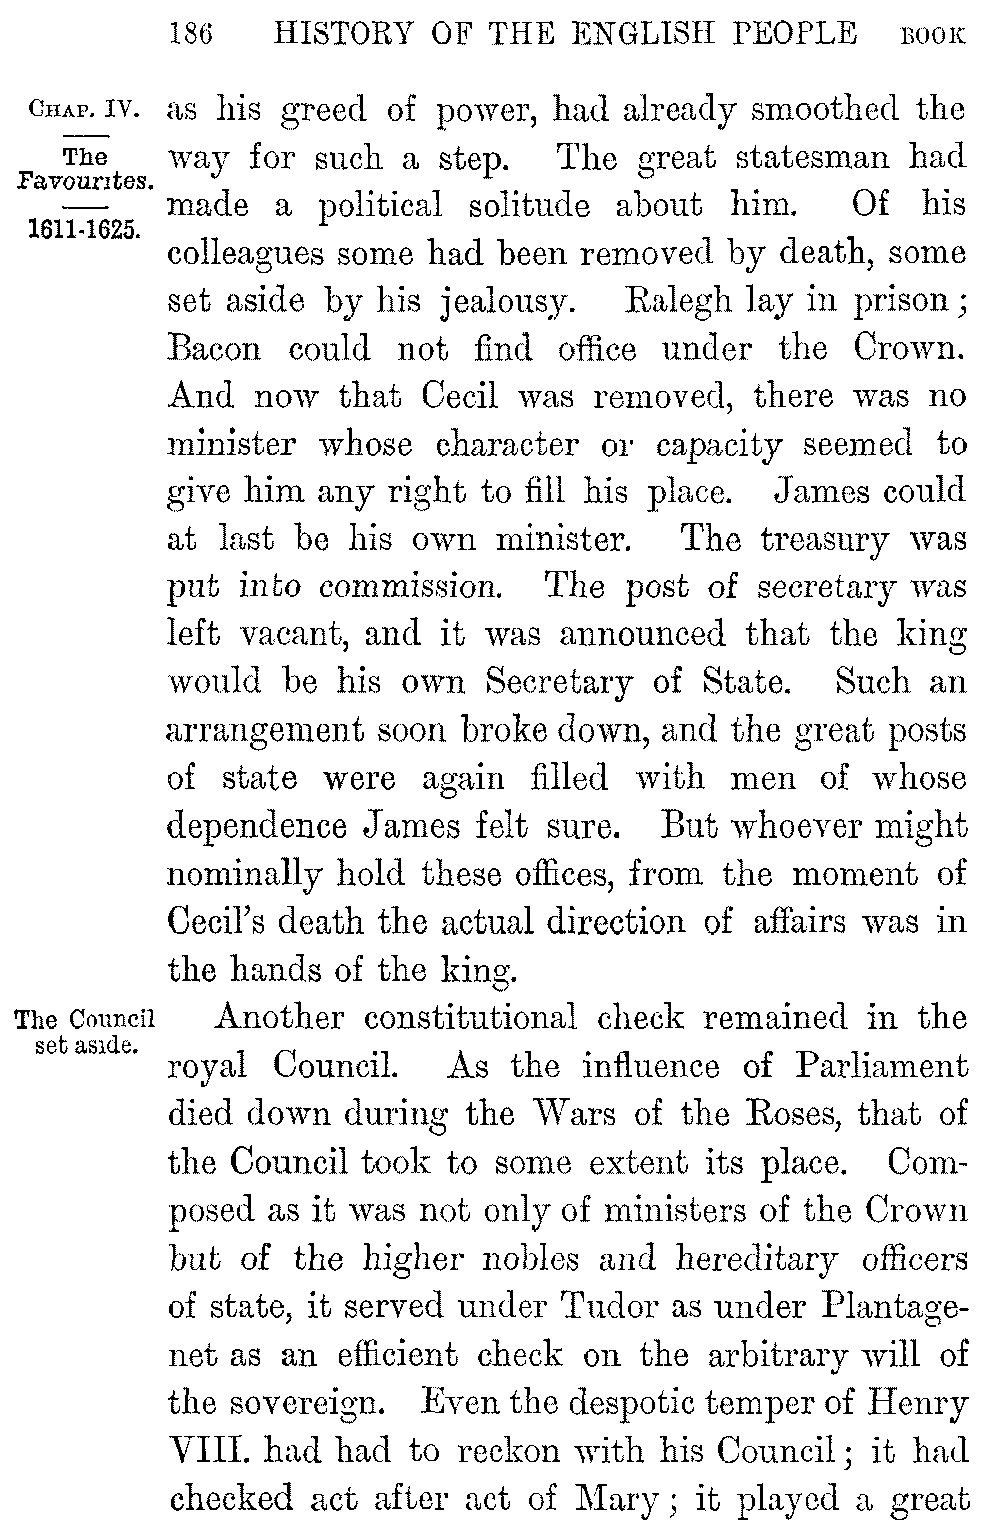 186 HISTORY OF THE ENGLISH PEOPLE BOOK
CHAP. IV.
The
Favourites.
1611-1625.
as his greed of power, had already smoothed the
way for such a step. The great statesman had
made a political solitude about him. Of his
colleagues some had been removed by death, some
set aside by his jealousy. Ralegh lay in prison;
Bacon could not find office under the Crown.
And now that Cecil was removed, there was no
minister whose character or capacity seemed to
give him any right to fill his place. James could
at last be his own minister. The treasury was
put into commission. The post of secretary was
left vacant, and it was announced that the king
would be his own Secretary of State. Such an
arrangement soon broke down, and the great posts
of state were again filled with men of whose
dependence James felt sure. But whoever might
nominally hold these offices, from the moment of
Cecil's death the actual direction of affairs was in
the hands of the king.
The Council
set aside.
Another constitutional check remained in the
royal Council. As the influence of Parliament
died down during the Wars of the Roses, that of
the Council took to some extent its place. Com-
posed as it was not only of ministers of the Crown
but of the higher nobles and hereditary officers
of state, it served under Tudor as under Plantage-
net as an efficient check on the arbitrary will of
the sovereign. Even the despotic temper of Henry
VIII. had had to reckon with his Council; it had
checked act after act of Mary; it played a great